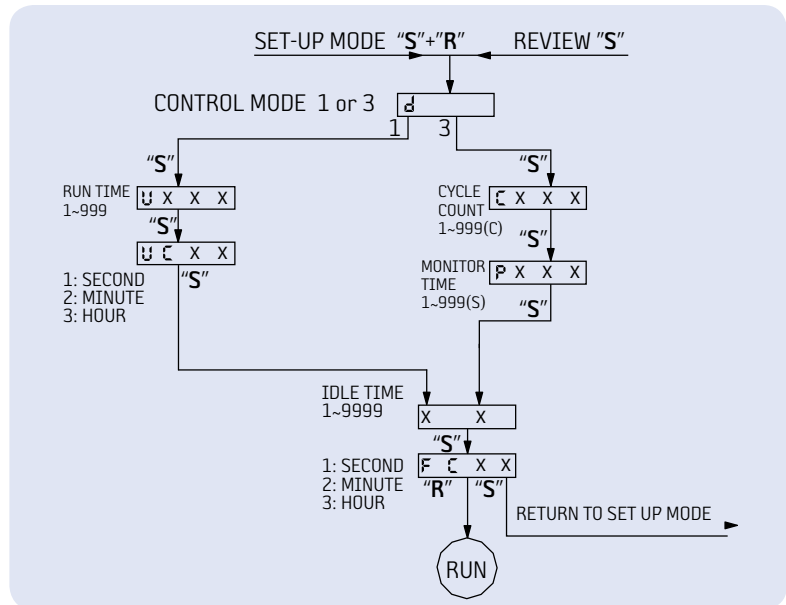 SET-UP MODE “S”+”R” REVIEW “S”
CONTROL MODE 1 or 3 d
1 3
“S” “S”
RUN TIME
1~999
U X X X
CYCLE
COUNT
1~999(C)
C X X X
“S” “S”
U C X X
1: SECOND
2: MINUTE
3: HOUR
“S”
MONITOR
TIME
1~999(S)
P X X X
“S”
IDLE TIME
1~9999
X X
“S”
1: SECOND
2: MINUTE
3: HOUR
F C X X
“R” “S”
RETURN TO SET UP MODE
RUN